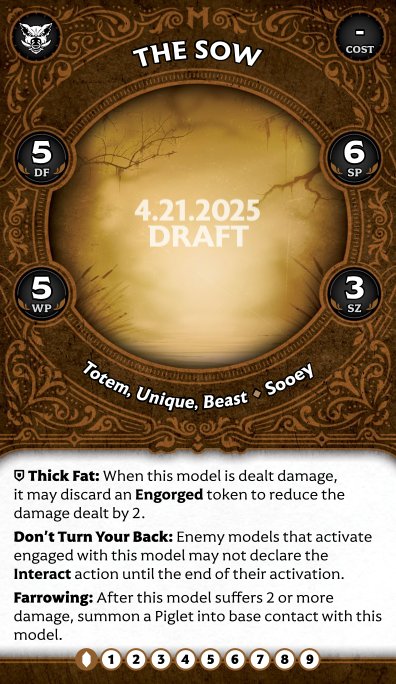 THE SOW
-
COST
5
DF
6
SP
4.21.2025
DRAFT
5
WP
3
SZ
Totem, Unique, Beast ♦ Sooey
Thick Fat: When this model is dealt damage,
it may discard an Engorged token to reduce the
damage dealt by 2.
Don’t Turn Your Back: Enemy models that activate
engaged with this model may not declare the
Interact action until the end of their activation.
Farrowing: After this model suffers 2 or more
damage, summon a Piglet into base contact with this
model.
1 2 3 4 5 6 7 8 9